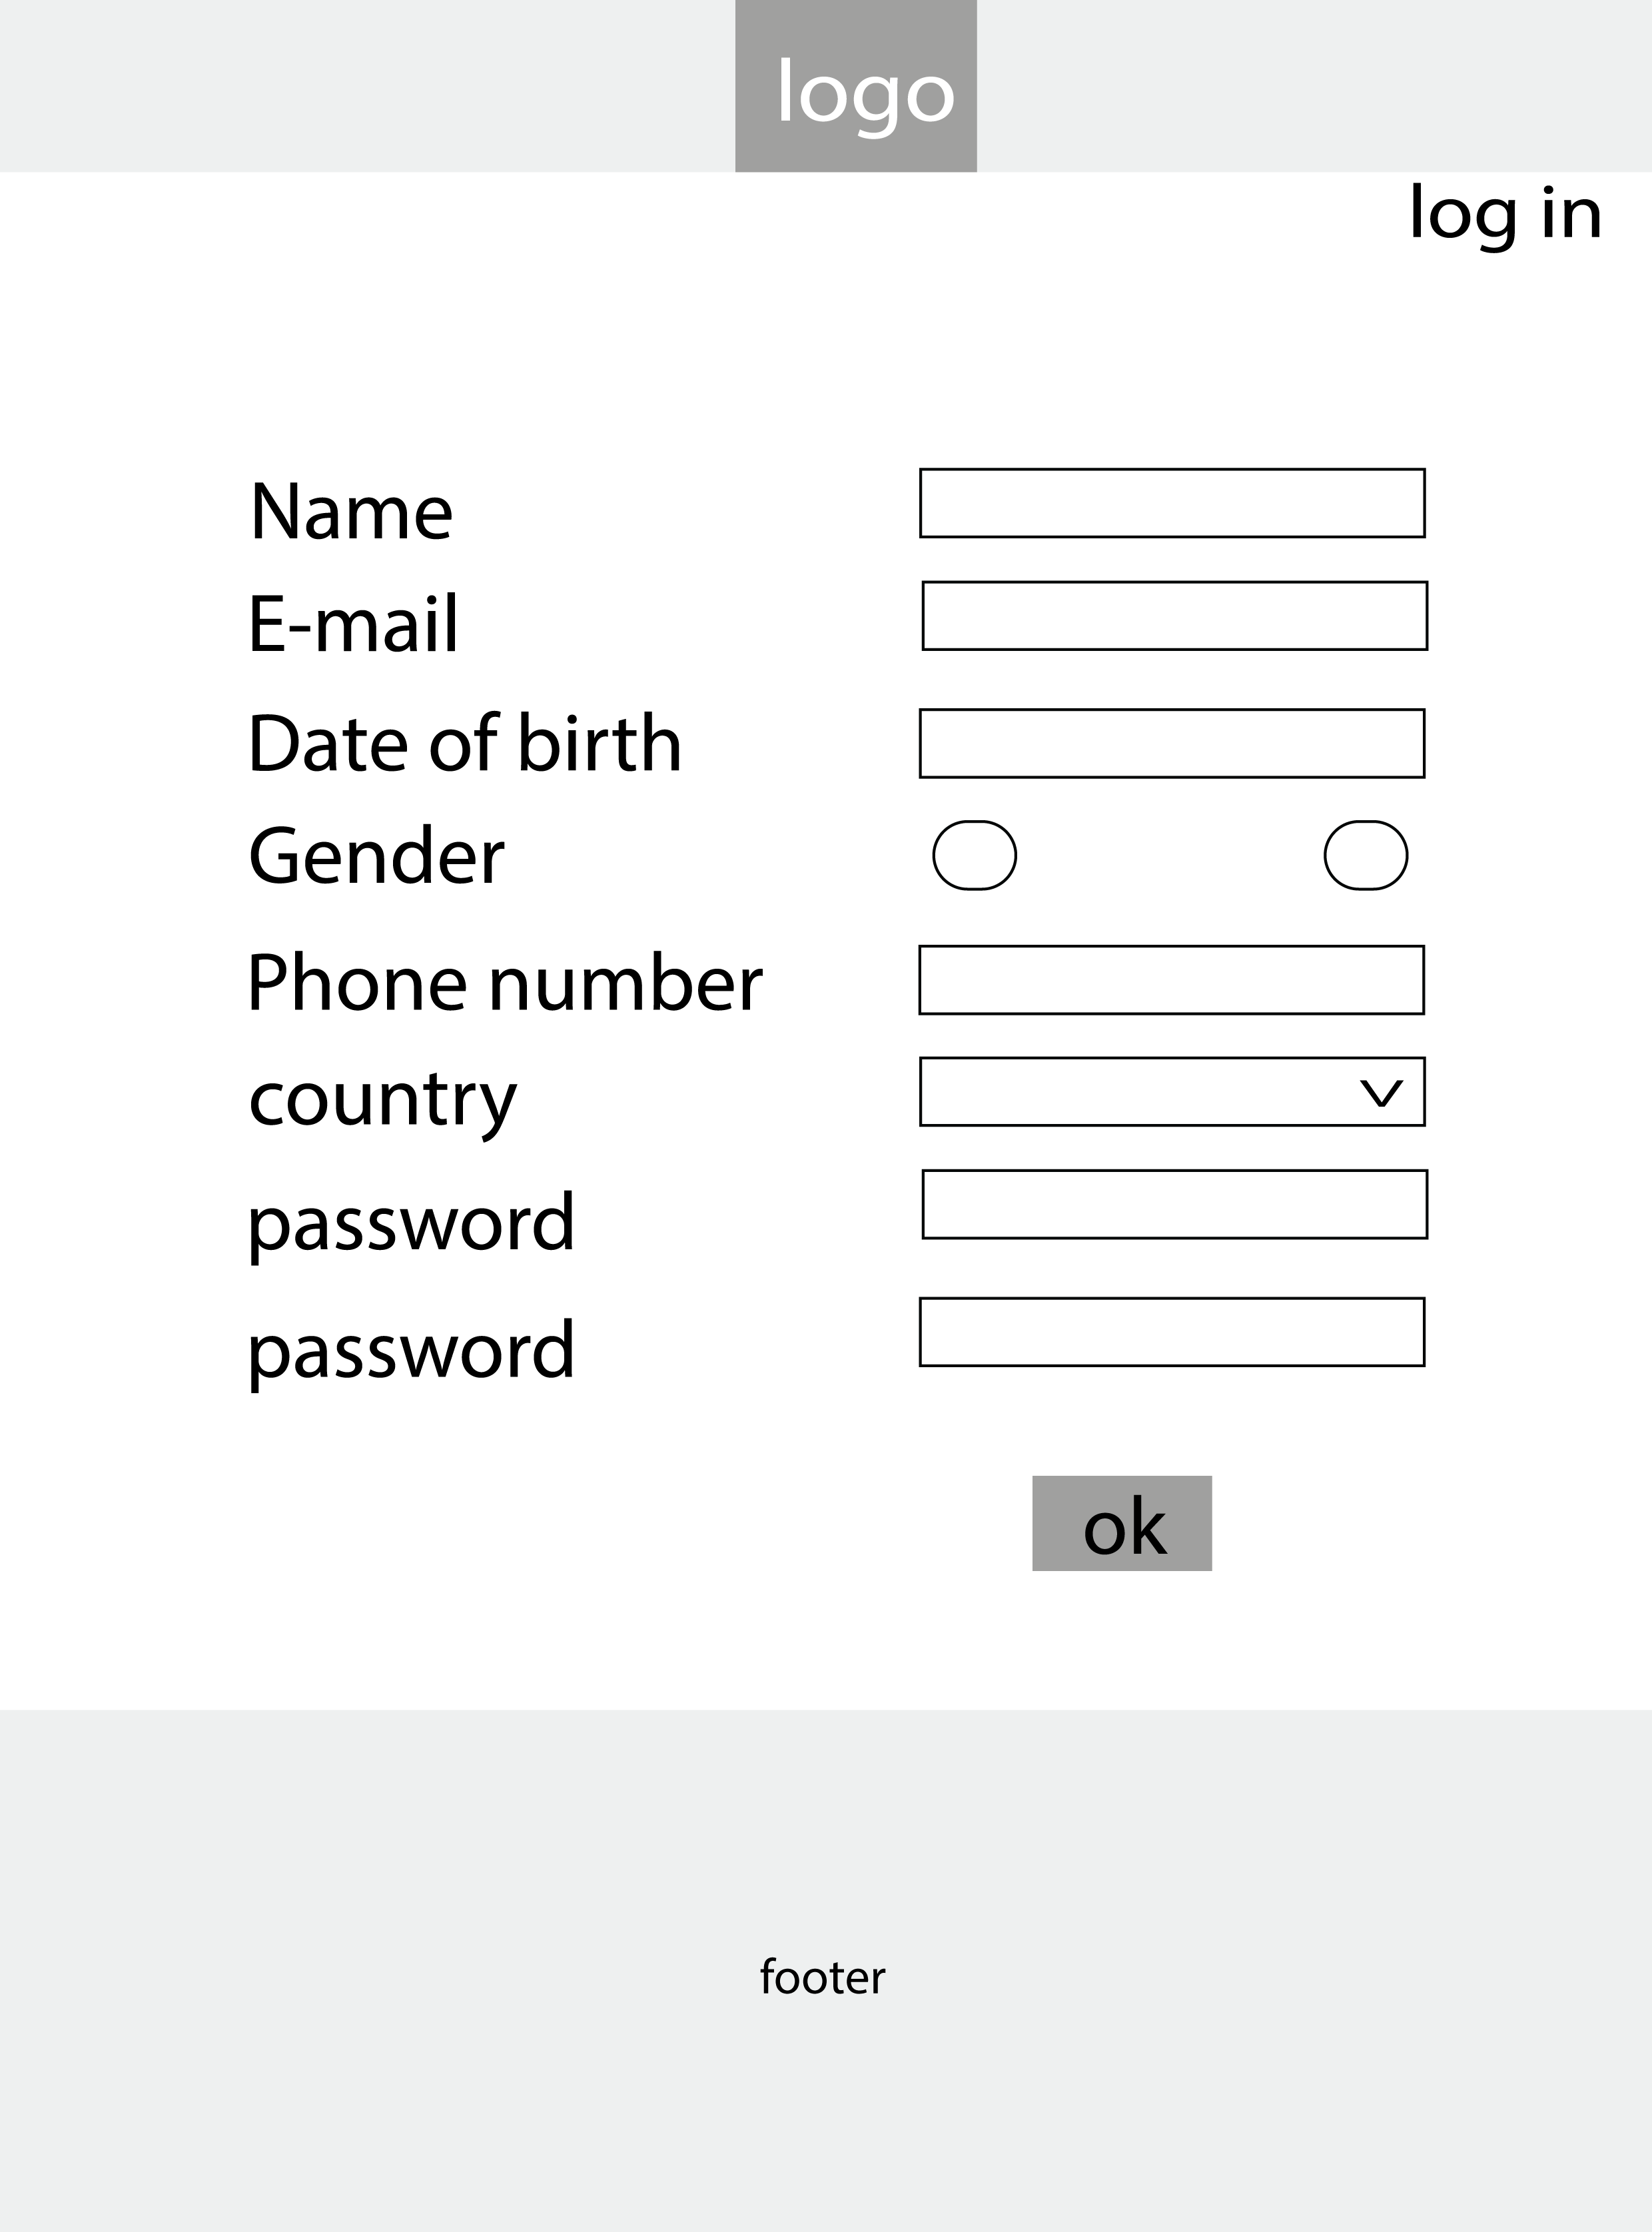 logo
log in
Name
E-mail
Date of birth
Gender
Phone number
country
password
password
ok
footer